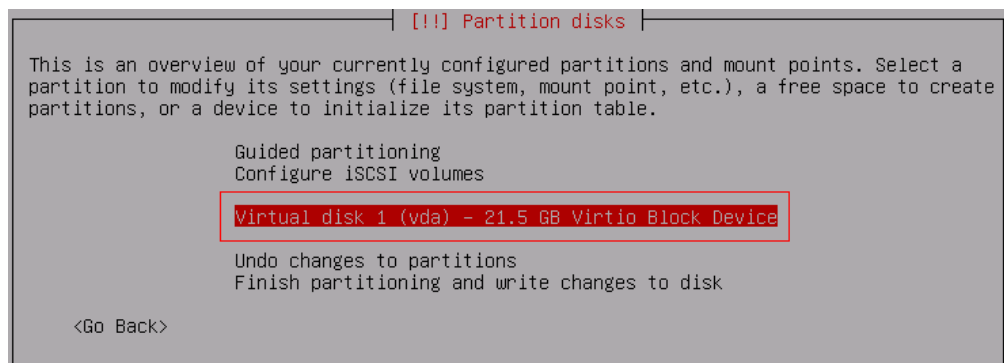 [!!] Partition disks
This is an overview of your currently configured partitions and mount points. Select a
partition to modify its settings (file system, mount point, etc.), a free space to create
partitions, or a device to initialize its partition table.
Guided partitioning
Configure iSCSI volumes
Virtual disk 1 (vda) – 21.5 GB Virtio Block Device
Undo changes to partitions
Finish partitioning and write changes to disk
<Go Back>